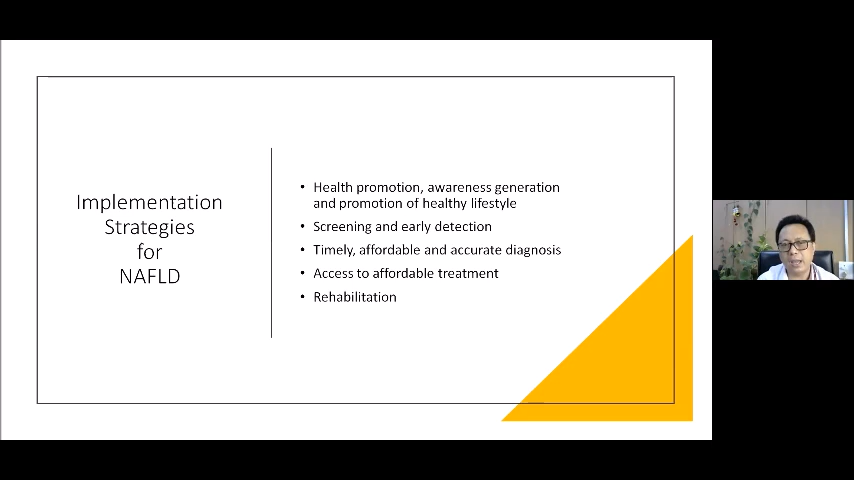 Implementation
Strategies
for
NAFLD
• Health promotion, awareness generation
and promotion of healthy lifestyle
• Screening and early detection
• Timely, affordable and accurate diagnosis
• Access to affordable treatment
• Rehabilitation